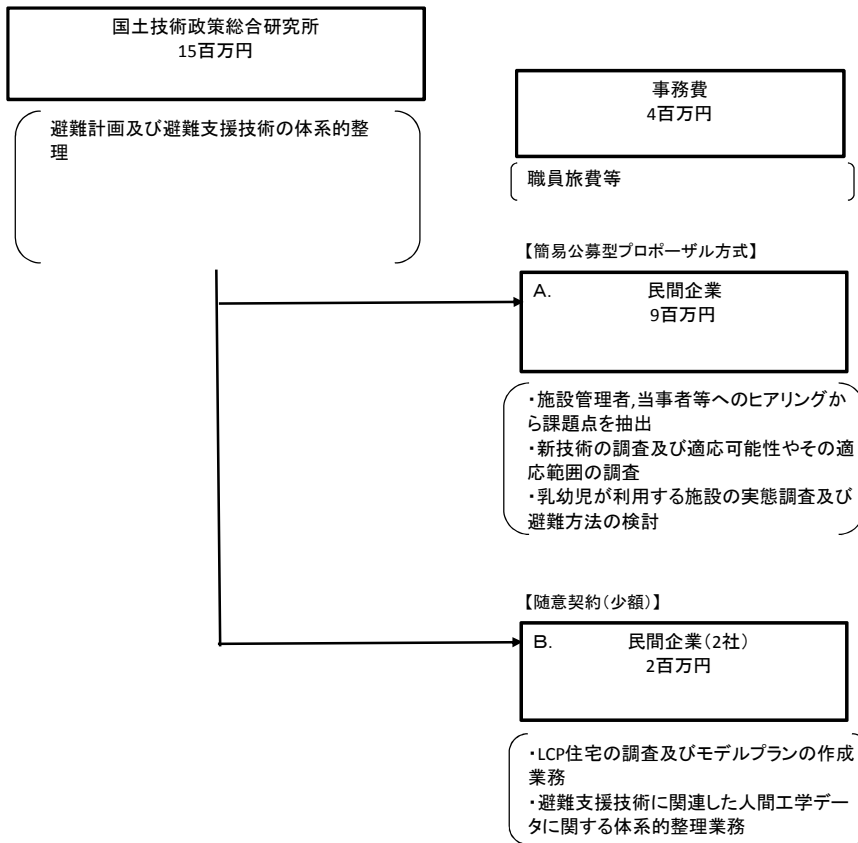 国土技術政策総合研究所
15百万円
避難計画及び避難支援技術の体系的整
理
事務費
4百万円
職員旅費等
【簡易公募型プロポーザル方式】
A. 民間企業
9百万円
・施設管理者,当事者等へのヒアリングか
ら課題点を抽出
・新技術の調査及び適応可能性やその適
応範囲の調査
・乳幼児が利用する施設の実態調査及び
避難方法の検討
【随意契約(少額)】
B. 民間企業(2社)
2百万円
・LCP住宅の調査及びモデルプランの作成
業務
・避難支援技術に関連した人間工学デー
タに関する体系的整理業務